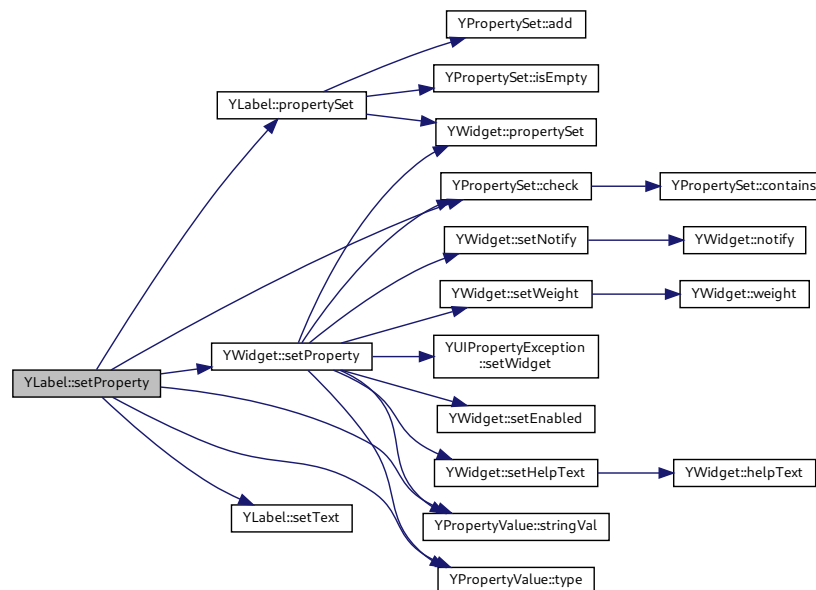 YPropertySet::add
YPropertySet::isEmpty
YLabel::propertySet
YWidget::propertySet
YPropertySet::check
YPropertySet::contains
YWidget::setNotify
YWidget::notify
YWidget::setWeight
YWidget::weight
YWidget::setProperty
YUIPropertyException
::setWidget
YLabel::setProperty
YWidget::setEnabled
YWidget::setHelpText
YWidget::helpText
YLabel::setText
YPropertyValue::stringVal
YPropertyValue::type